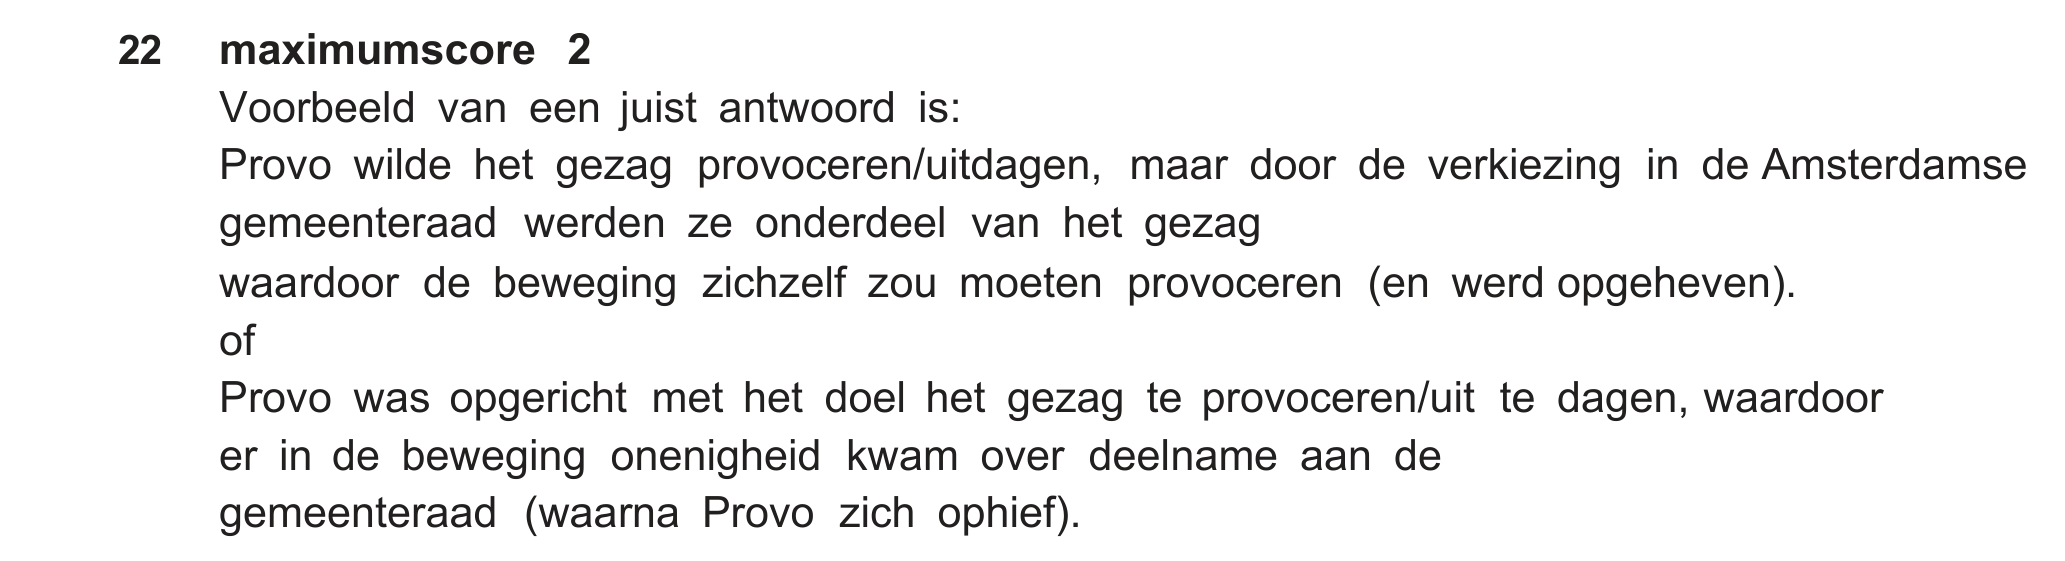 22 maximumscore 2
Voorbeeld van een juist antwoord is:
Provo wilde het gezag provoceren/uitdagen, maar door de verkiezing in de Amsterdamse
gemeenteraad werden ze onderdeel van het gezag
waardoor de beweging zichzelf zou moeten provoceren (en werd opgeheven).
of
Provo was opgericht met het doel het gezag te provoceren/uit te dagen, waardoor
er in de beweging onenigheid kwam over deelname aan de
gemeenteraad (waarna Provo zich ophief).